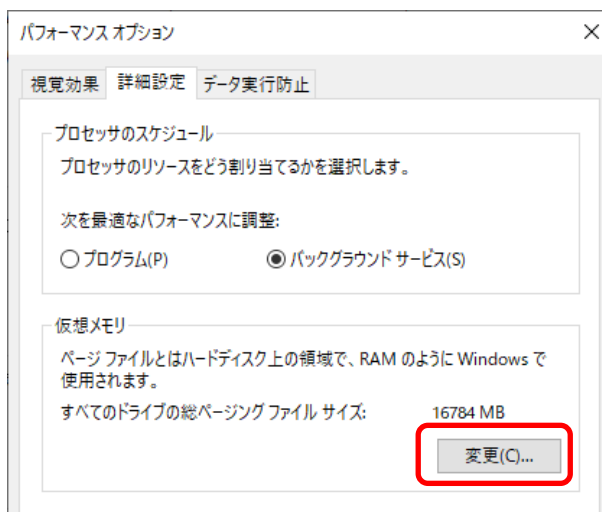 パフォーマンス オプション
視覚効果 詳細設定 データ実行防止
プロセッサのスケジュール
プロセッサのリソースをどう割り当てるかを選択します。
次を最適なパフォーマンスに調整:
プログラム(P) バックグラウンド サービス(S)
仮想メモリ
ページ ファイルとはハードディスク上の領域で、RAM のように Windows で
使用されます。
すべてのドライブの総ページング ファイル サイズ: 16784 MB
変更(C)...